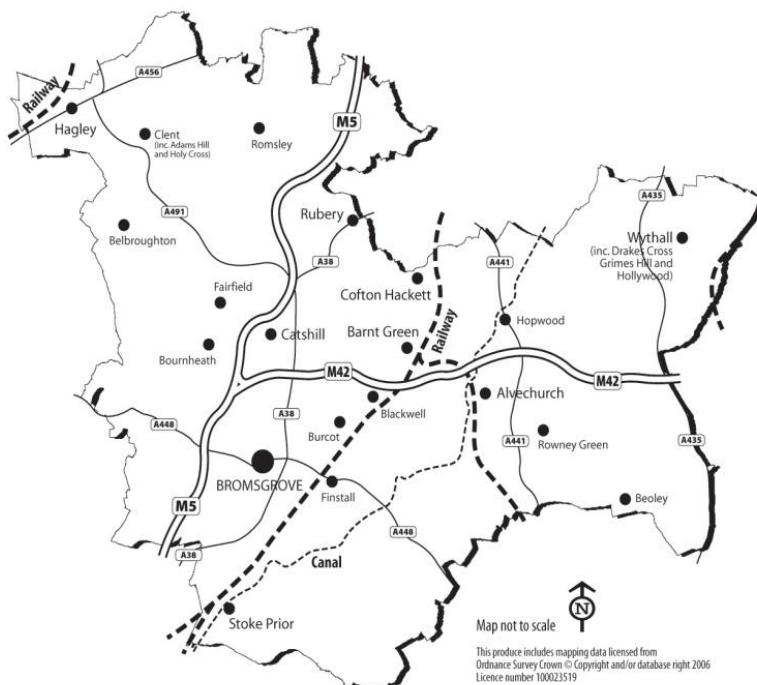 A456
Railway
M5
Hagley
Clent
(inc. Adams Hill
and Holy Cross)
Romsley
A435
A491
Rubery
Belbroughton
A38
A441
Wythall
(inc. Drakes Cross
Grimes Hill and
Hollywood)
Cofton Hackett
Fairfield
Hopwood
Catshill
Barnt Green
Railway
Bournheath
M42
M42
Alvechurch
Blackwell
A448
A38
Burcot
A441
Rowney Green
A435
BROMSGROVE
Finstall
M5
Beoley
A448
A38
Canal
Stoke Prior
N
Map not to scale
This produce includes mapping data licensed from
Ordnance Survey Crown © Copyright and/or database right 2006
Licence number 100023519